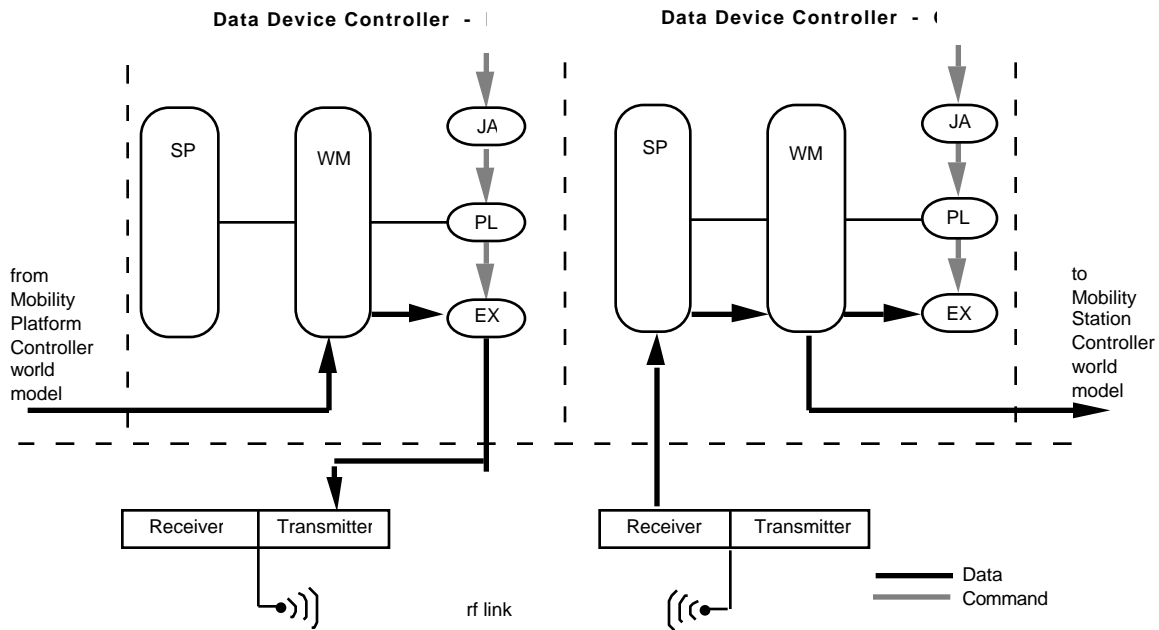 Data Device Controller -
Data Device Controller -
SP
WM
JA
PL
EX
from
Mobility
Platform
Controller
world
model
SP
WM
JA
PL
EX
to
Mobility
Station
Controller
world
model
Receiver
Transmitter
Receiver
Transmitter
rf link
Data
Command